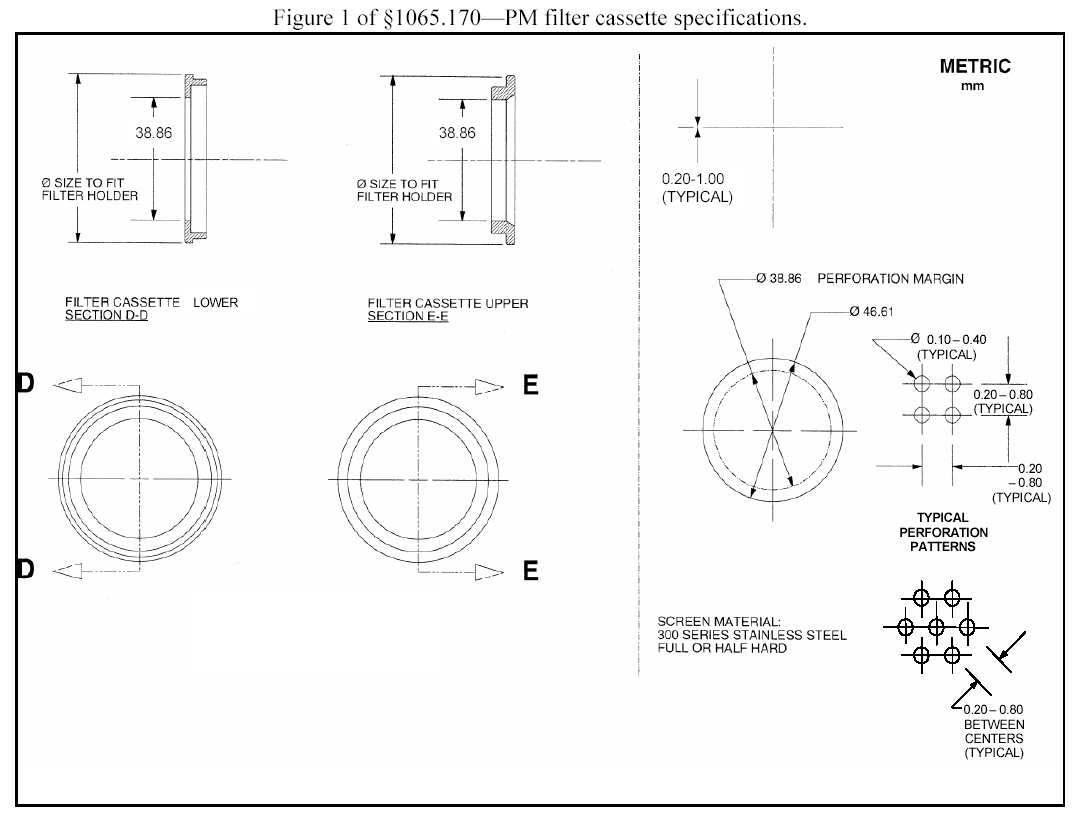 Figure 1 of §1065.170—PM filter cassette specifications.
METRIC
mm
38.86
Ø SIZE TO FIT
FILTER HOLDER
38.86
Ø SIZE TO FIT
FILTER HOLDER
0.20-1.00
(TYPICAL)
FILTER CASSETTE LOWER
SECTION D-D
FILTER CASSETTE UPPER
SECTION E-E
Ø 38.86 PERFORATION MARGIN
Ø 46.61
Ø 0.10 – 0.40
(TYPICAL)
0.20 – 0.80
(TYPICAL)
0.20
– 0.80
(TYPICAL)
D
E
D
E
TYPICAL
PERFORATION
PATTERNS
SCREEN MATERIAL:
300 SERIES STAINLESS STEEL
FULL OR HALF HARD
0.20 – 0.80
BETWEEN
CENTERS
(TYPICAL)